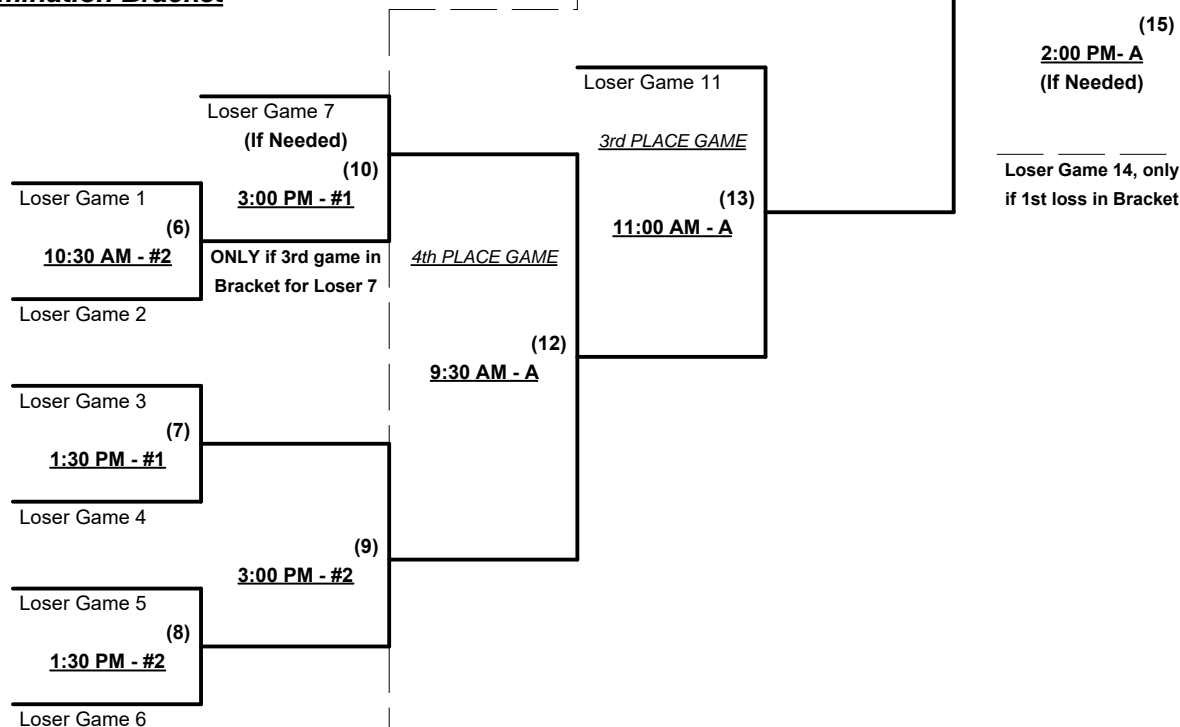 mination Bracket
(15)
2:00 PM- A
(If Needed)
Loser Game 14, only
if 1st loss in Bracket
Loser Game 11
3rd PLACE GAME
(13)
11:00 AM - A
Loser Game 7
(If Needed)
(10)
3:00 PM - #1
ONLY if 3rd game in
Bracket for Loser 7
Loser Game 1
(6)
10:30 AM - #2
Loser Game 2
4th PLACE GAME
(12)
9:30 AM - A
Loser Game 3
(7)
1:30 PM - #1
Loser Game 4
(9)
3:00 PM - #2
Loser Game 5
(8)
1:30 PM - #2
Loser Game 6